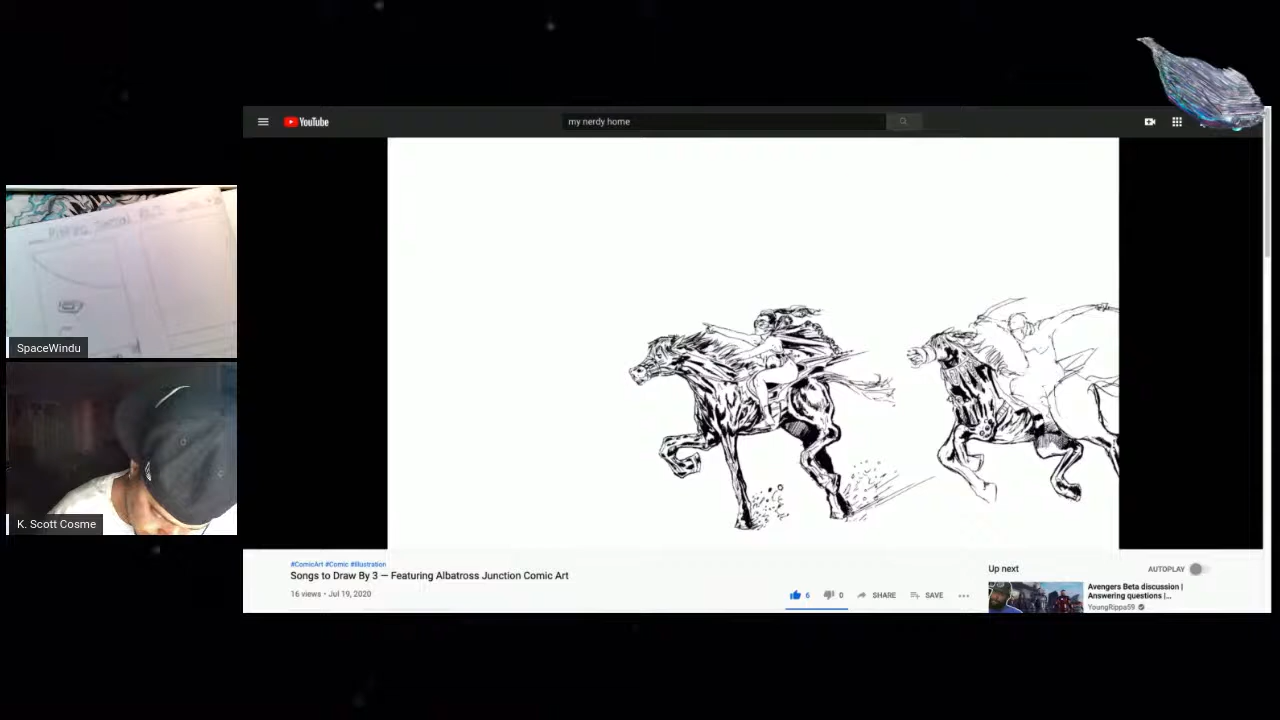 YouTube
my nerdy home
SpaceWindu
K. Scott Cosme
#ComicArt #Comic #Illustration
Songs to Draw By 3 — Featuring Albatross Junction Comic Art
16 views • Jul 19, 2020
6
0
SHARE
SAVE
Up next
AUTOPLAY
Avengers Beta discussion |
Answering questions |...
YoungRippa59